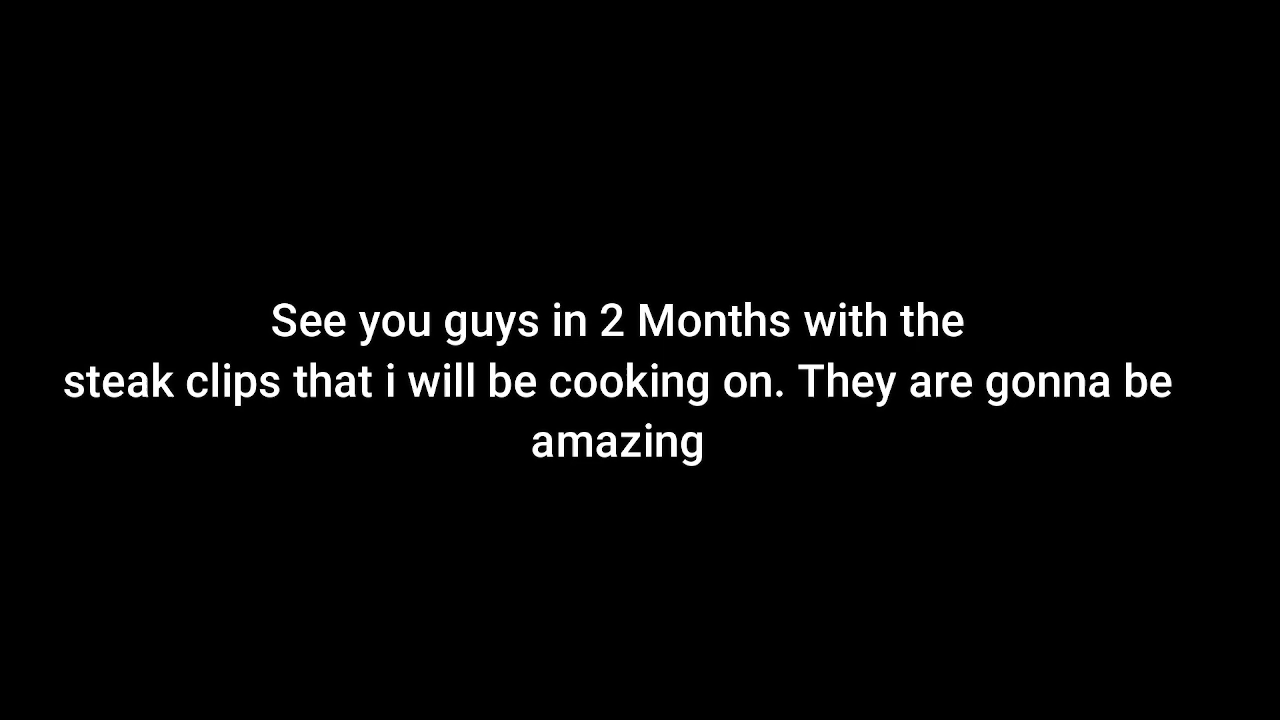 See you guys in 2 Months with the
steak clips that i will be cooking on. They are gonna be
amazing